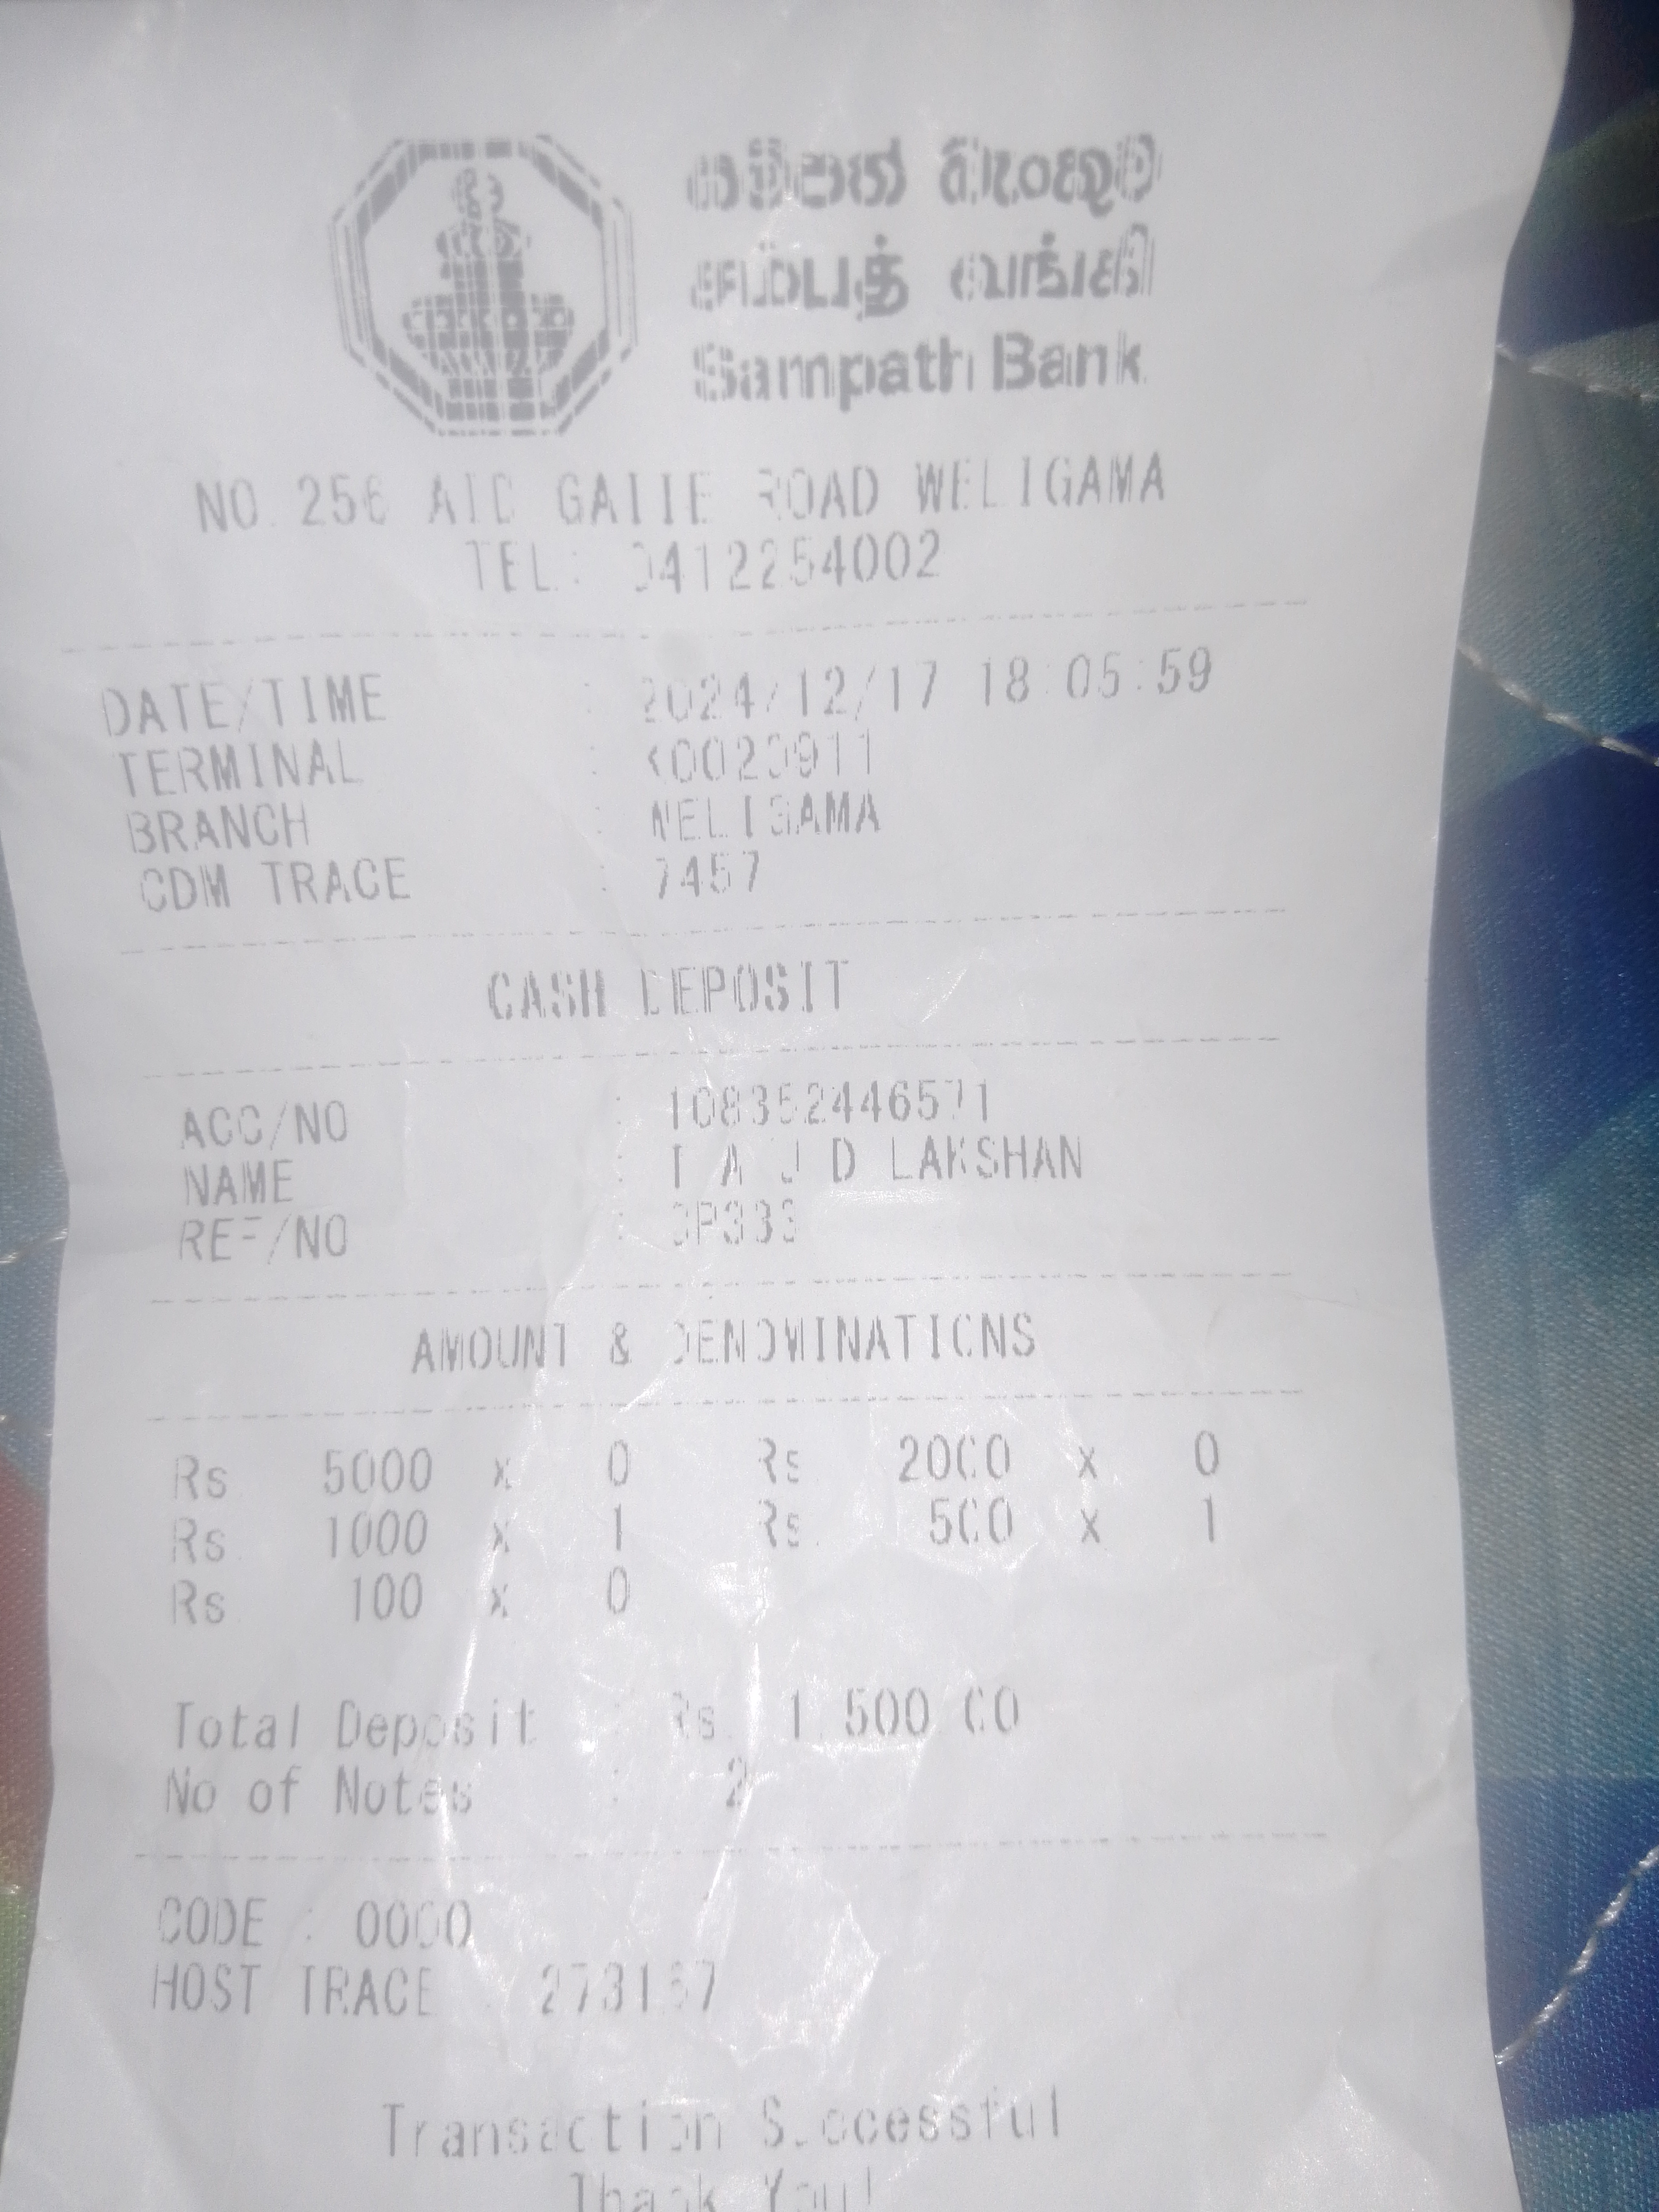 සම්පත් බැංකුව
சம்பத் வங்கி
Sampath Bank
NO. 256 ROAD WELIGAMA
TEL: 0412254002
DATE/TIME : 2024/12/17 18:05:59
TERMINAL :
BRANCH : WELIGAMA
CDM TRACE : 7457
CASH DEPOSIT
ACC/NO : 108352446571
NAME : A J D LAKSHAN
REF/NO :
AMOUNT & DENOMINATIONS
Rs. 5000 x 0 Rs. 2000 x 0
Rs. 1000 x 1 Rs. 500 x 1
Rs. 100 x 0
Total Deposit : Rs. 1,500.00
No of Notes : 2
CODE : 0000
HOST TRACE :
Transaction Successful
Thank You!